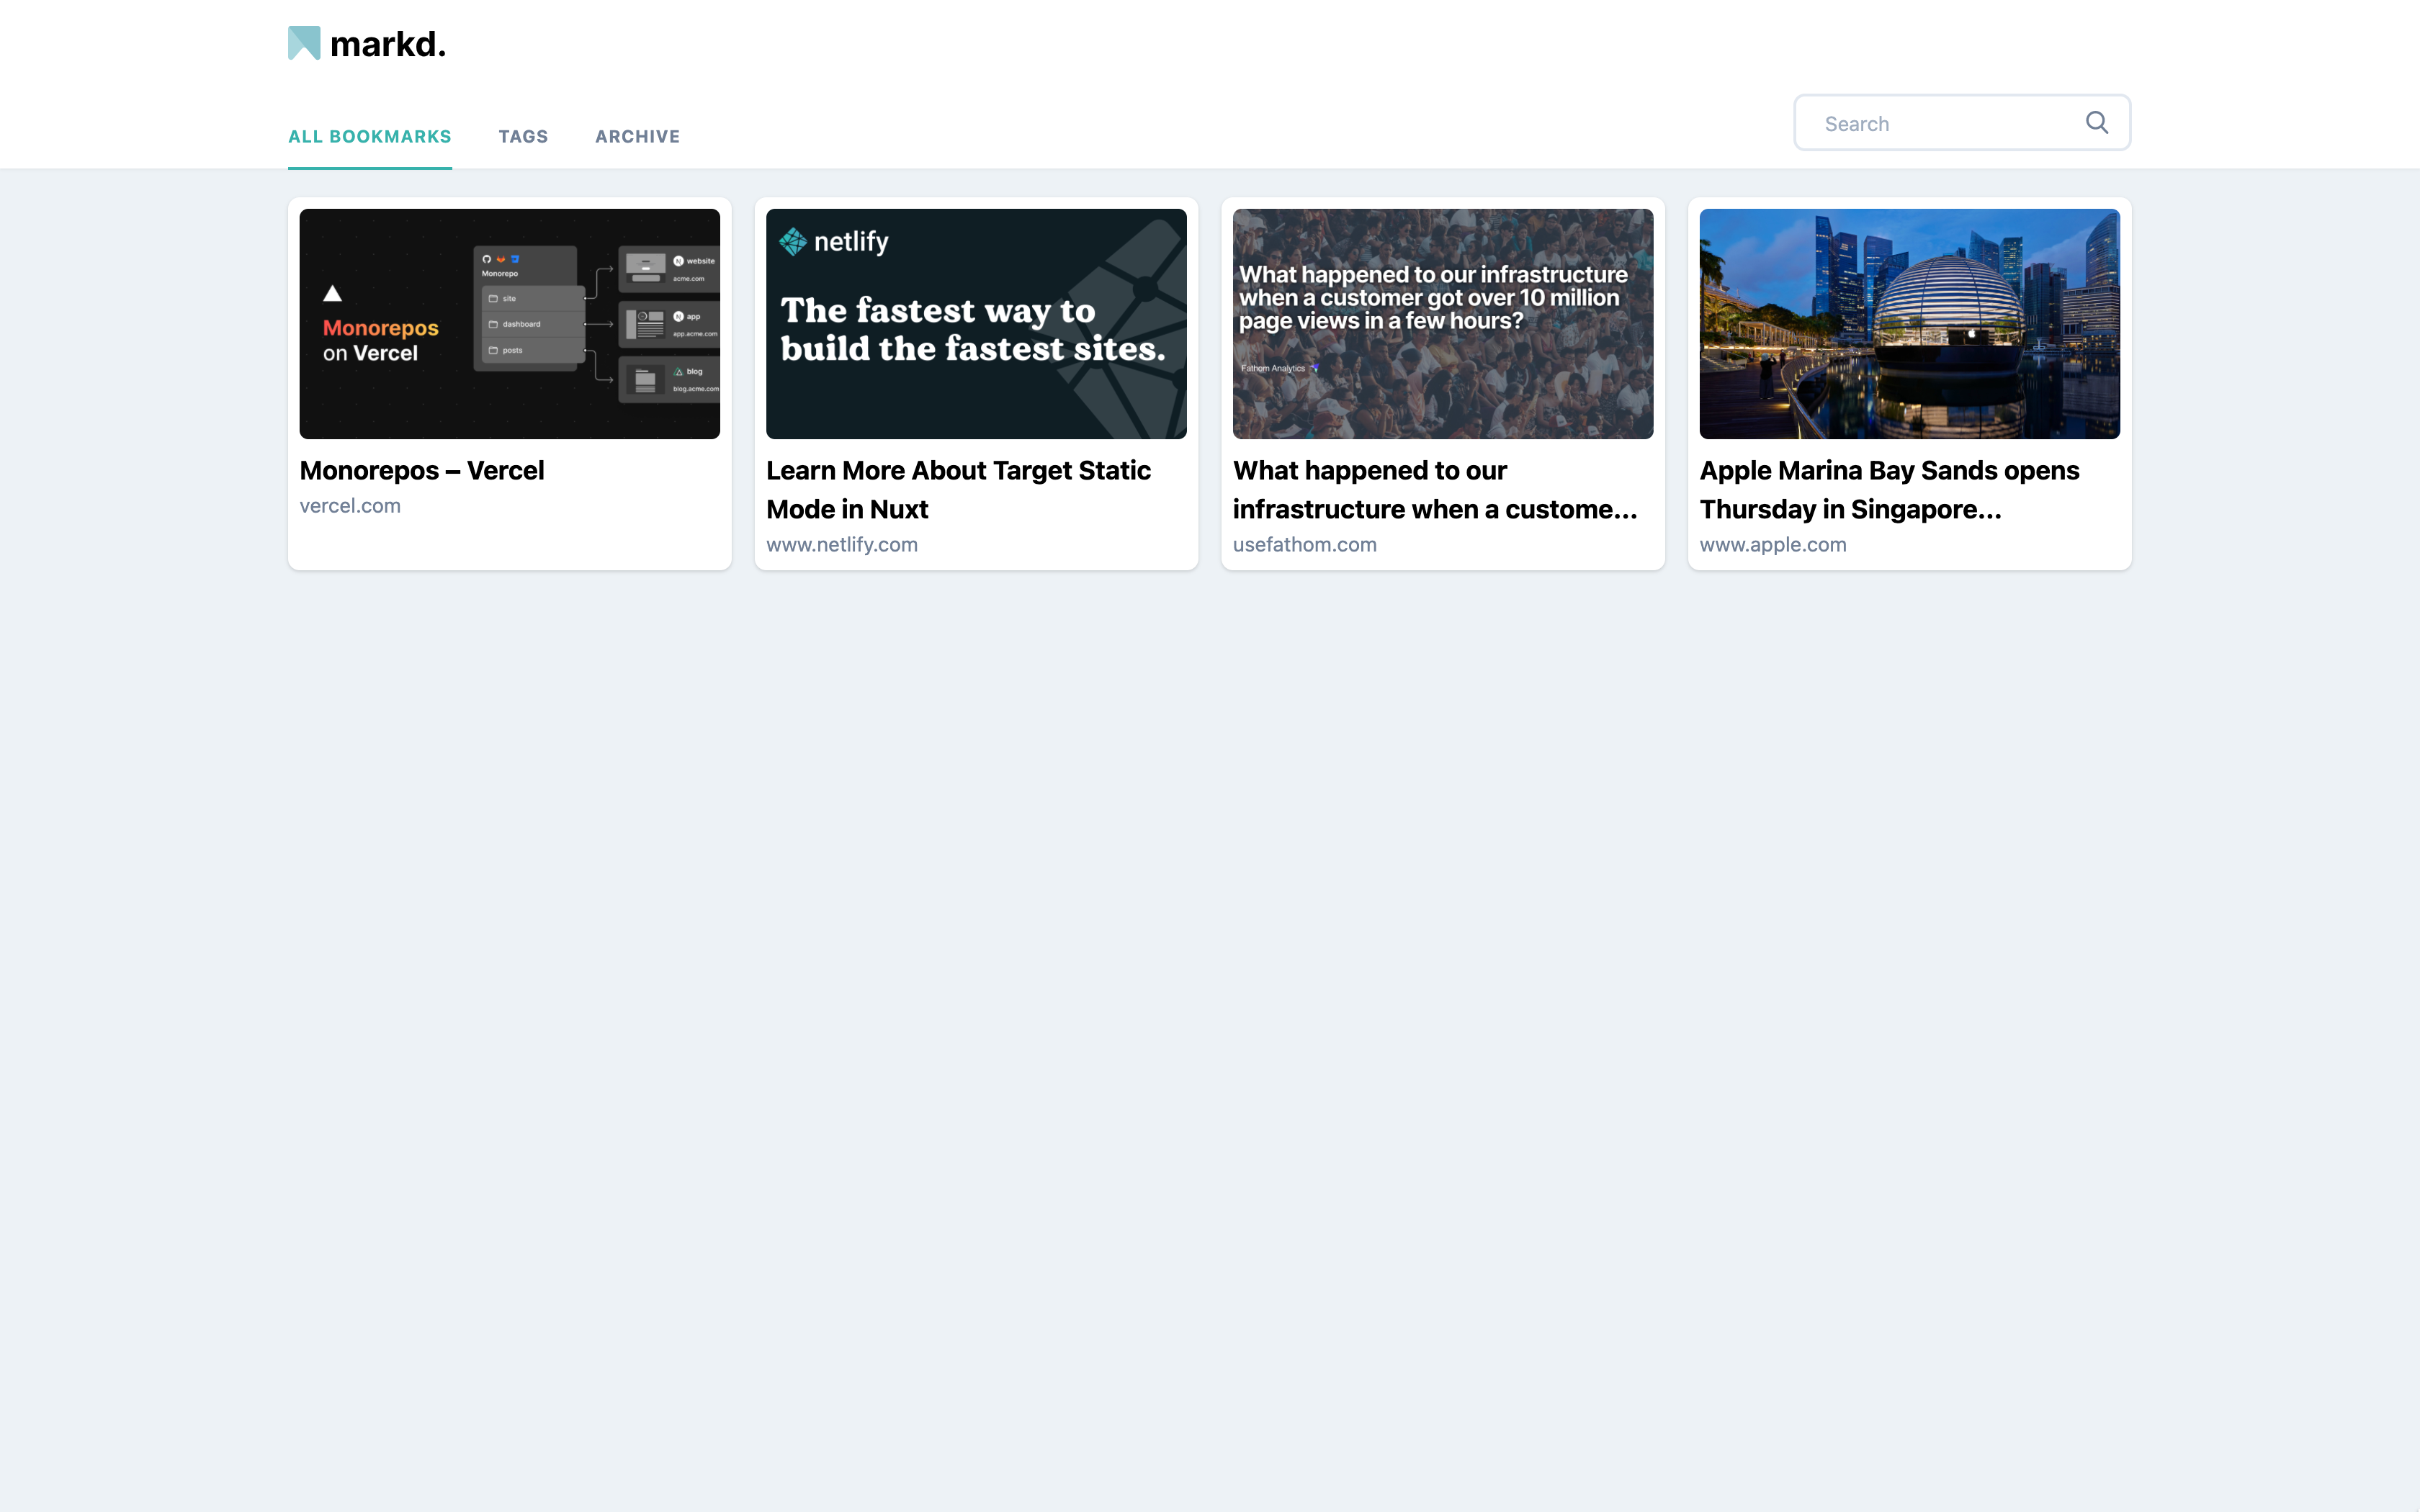 markd.
ALL BOOKMARKS
TAGS
ARCHIVE
Search
Monorepos
on Vercel
Monorepo
site
dashboard
posts
N website
acme.com
N app
app.acme.com
blog
blog.acme.com
Monorepos – Vercel
vercel.com
netlify
The fastest way to
build the fastest sites.
Learn More About Target Static
Mode in Nuxt
www.netlify.com
What happened to our infrastructure
when a customer got over 10 million
page views in a few hours?
Fathom Analytics
What happened to our
infrastructure when a custome...
usefathom.com
Apple Marina Bay Sands opens
Thursday in Singapore...
www.apple.com